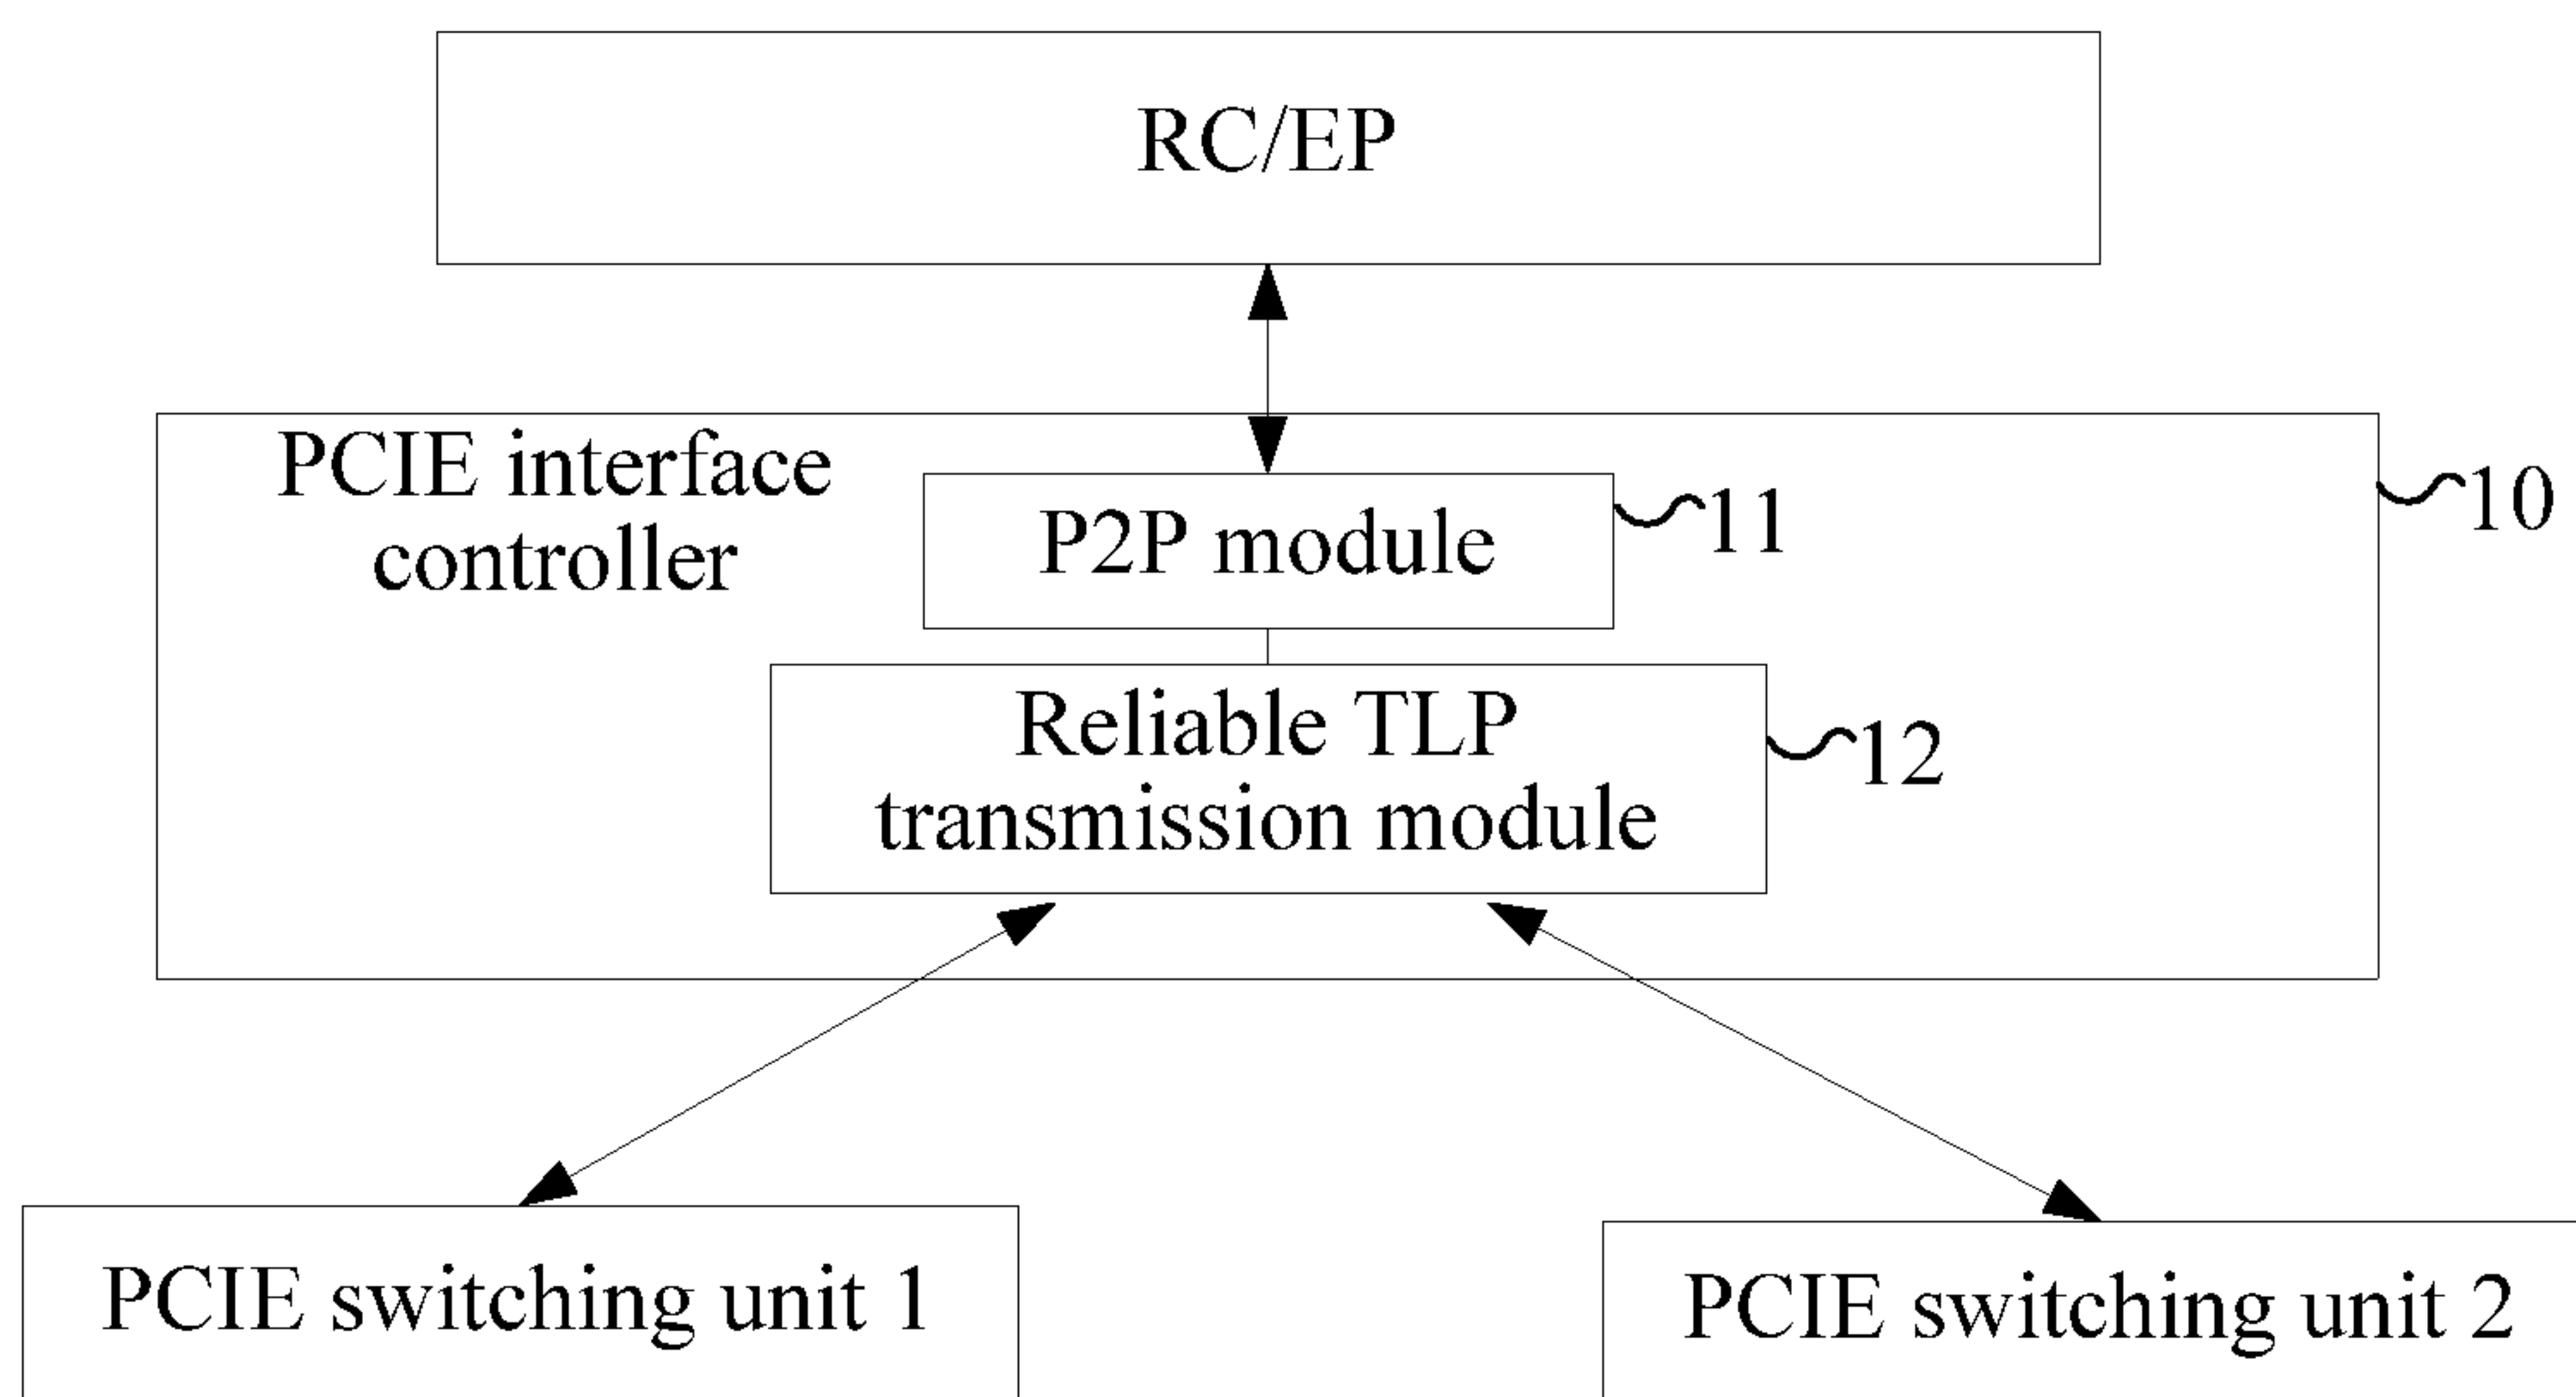 RC/EP
PCIE interface
controller
10
P2P module
11
Reliable TLP
transmission module
12
PCIE switching unit 1
PCIE switching unit 2